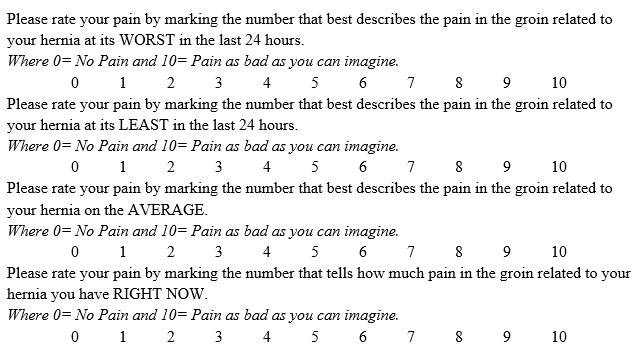 Please rate your pain by marking the number that best describes the pain in the groin related to
your hernia at its WORST in the last 24 hours.
Where 0= No Pain and 10= Pain as bad as you can imagine.
0 1 2 3 4 5 6 7 8 9 10
Please rate your pain by marking the number that best describes the pain in the groin related to
your hernia at its LEAST in the last 24 hours.
Where 0= No Pain and 10= Pain as bad as you can imagine.
0 1 2 3 4 5 6 7 8 9 10
Please rate your pain by marking the number that best describes the pain in the groin related to
your hernia on the AVERAGE.
Where 0= No Pain and 10= Pain as bad as you can imagine.
0 1 2 3 4 5 6 7 8 9 10
Please rate your pain by marking the number that tells how much pain in the groin related to your
hernia you have RIGHT NOW.
Where 0= No Pain and 10= Pain as bad as you can imagine.
0 1 2 3 4 5 6 7 8 9 10